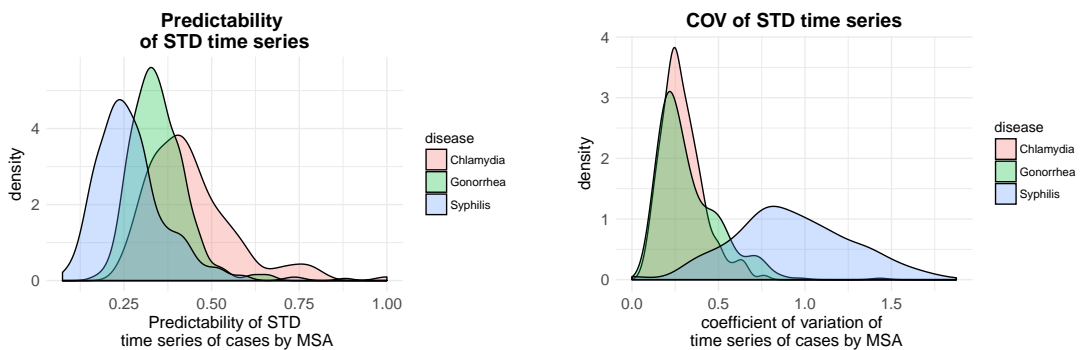 Predictability
of STD time series
density
4
2
0
0.25
0.50
0.75
1.00
Predictability of STD
time series of cases by MSA
disease
Chlamydia
Gonorrhea
Syphilis
COV of STD time series
density
4
3
2
1
0
0.0
0.5
1.0
1.5
coefficient of variation of
time series of cases by MSA
disease
Chlamydia
Gonorrhea
Syphilis